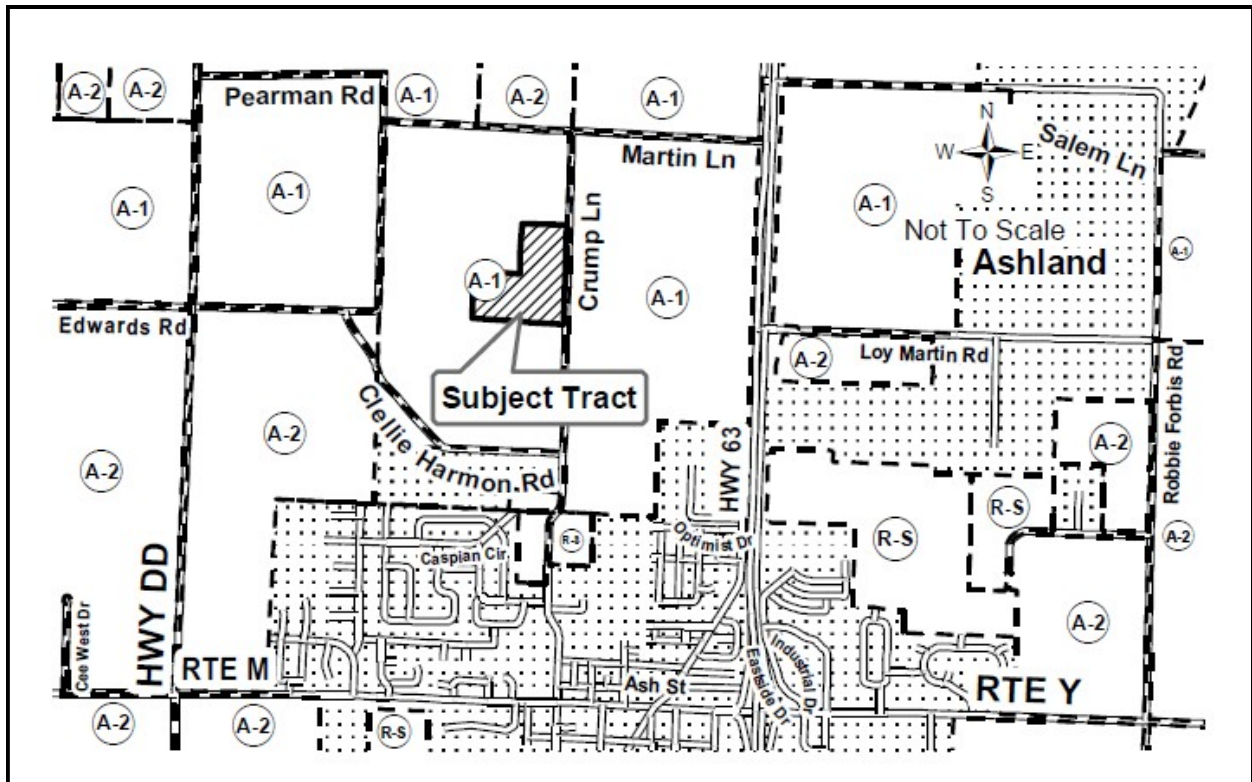 A-2
A-2
Pearman Rd
A-1
A-2
A-1
N
W
E
S
Salem Ln
Martin Ln
A-1
A-1
A-1
Not To Scale
Ashland
A-1
Crump Ln
A-1
A-1
Edwards Rd
A-2
Loy Martin Rd
Subject Tract
Clellie Harmon Rd
A-2
A-2
HWY 63
A-2
Robbie Forbis Rd
R-S
R-S
A-2
R-S
Optimist Dr
Caspian Cir
HWY DD
Cee West Dr
RTE M
Ash St
Eastside Dr
Industrial Dr
A-2
RTE Y
A-2
A-2
R-S